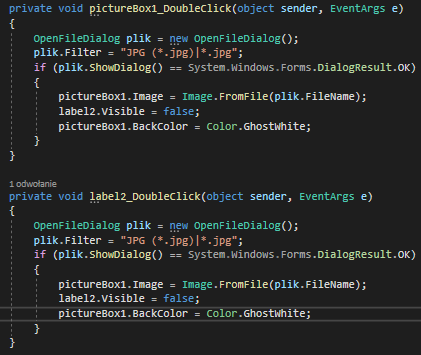 private void pictureBox1_DoubleClick(object sender, EventArgs e)
{
    OpenFileDialog plik = new OpenFileDialog();
    plik.Filter = "JPG (*.jpg)|*.jpg";
    if (plik.ShowDialog() == System.Windows.Forms.DialogResult.OK)
    {
        pictureBox1.Image = Image.FromFile(plik.FileName);
        label2.Visible = false;
        pictureBox1.BackColor = Color.GhostWhite;
    }
}
1 odwołanie
private void label2_DoubleClick(object sender, EventArgs e)
{
    OpenFileDialog plik = new OpenFileDialog();
    plik.Filter = "JPG (*.jpg)|*.jpg";
    if (plik.ShowDialog() == System.Windows.Forms.DialogResult.OK)
    {
        pictureBox1.Image = Image.FromFile(plik.FileName);
        label2.Visible = false;
        pictureBox1.BackColor = Color.GhostWhite;
    }
}